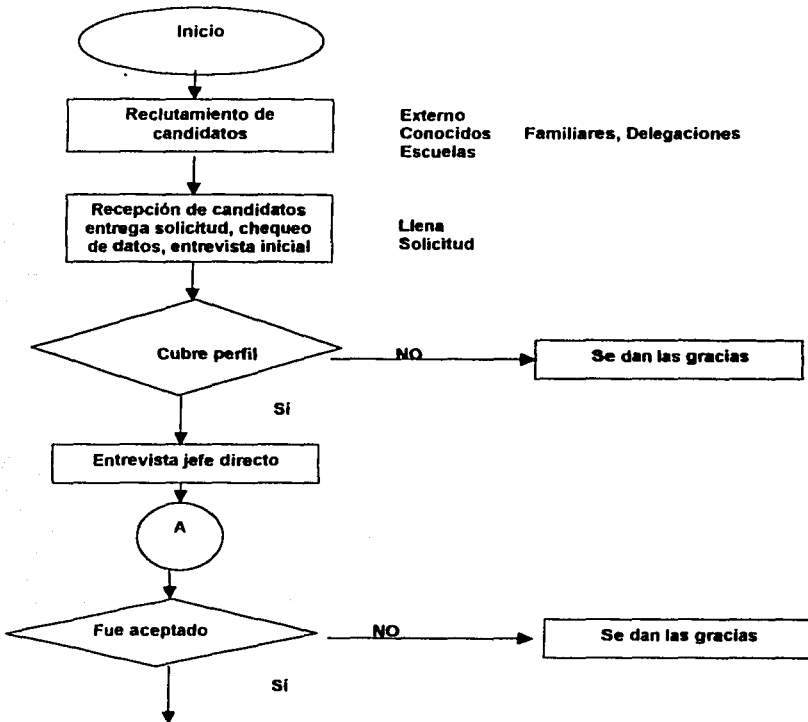 Inicio
Reclutamiento de
candidatos
Externo
Conocidos Familiares, Delegaciones
Escuelas
Recepción de candidatos
entrega solicitud, chequeo
de datos, entrevista inicial
Llena
Solicitud
Cubre perfil
NO
Se dan las gracias
Sí
Entrevista jefe directo
A
Fue aceptado
NO
Se dan las gracias
Sí